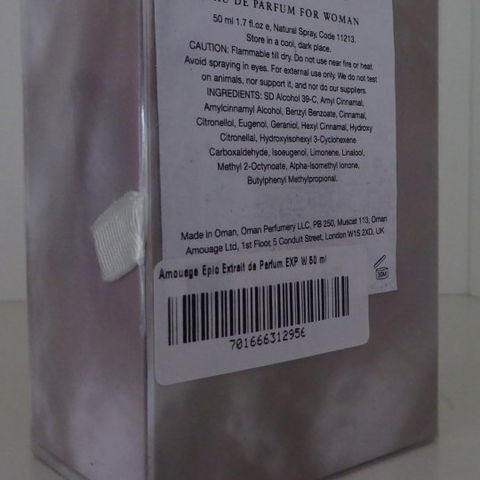 EAU DE PARFUM FOR WOMAN
50 ml 1.7 fl.oz e, Natural Spray, Code 11213.
Store in a cool, dark place.
CAUTION: Flammable till dry. Do not use near fire or heat.
Avoid spraying in eyes. For external use only. We do not test
on animals, nor support it, and nor do our suppliers.
INGREDIENTS: SD Alcohol 39-C, Amyl Cinnamal,
Amylcinnamyl Alcohol, Benzyl Benzoate, Cinnamal,
Citronellol, Eugenol, Geraniol, Hexyl Cinnamal, Hydroxy
Citronellal, Hydroxyisohexyl 3-Cyclohexene
Carboxaldehyde, Isoeugenol, Limonene, Linalool,
Methyl 2-Octynoate, Alpha-Isomethyl Ionone,
Butylphenyl Methylpropional.
Made in Oman, Oman Perfumery LLC, PB 250, Muscat 113, Oman
Amouage Ltd, 1st Floor, 5 Conduit Street, London W1S 2XD, UK
Amouage Epic Extrait de Parfum EXP W 50 ml
701666312956